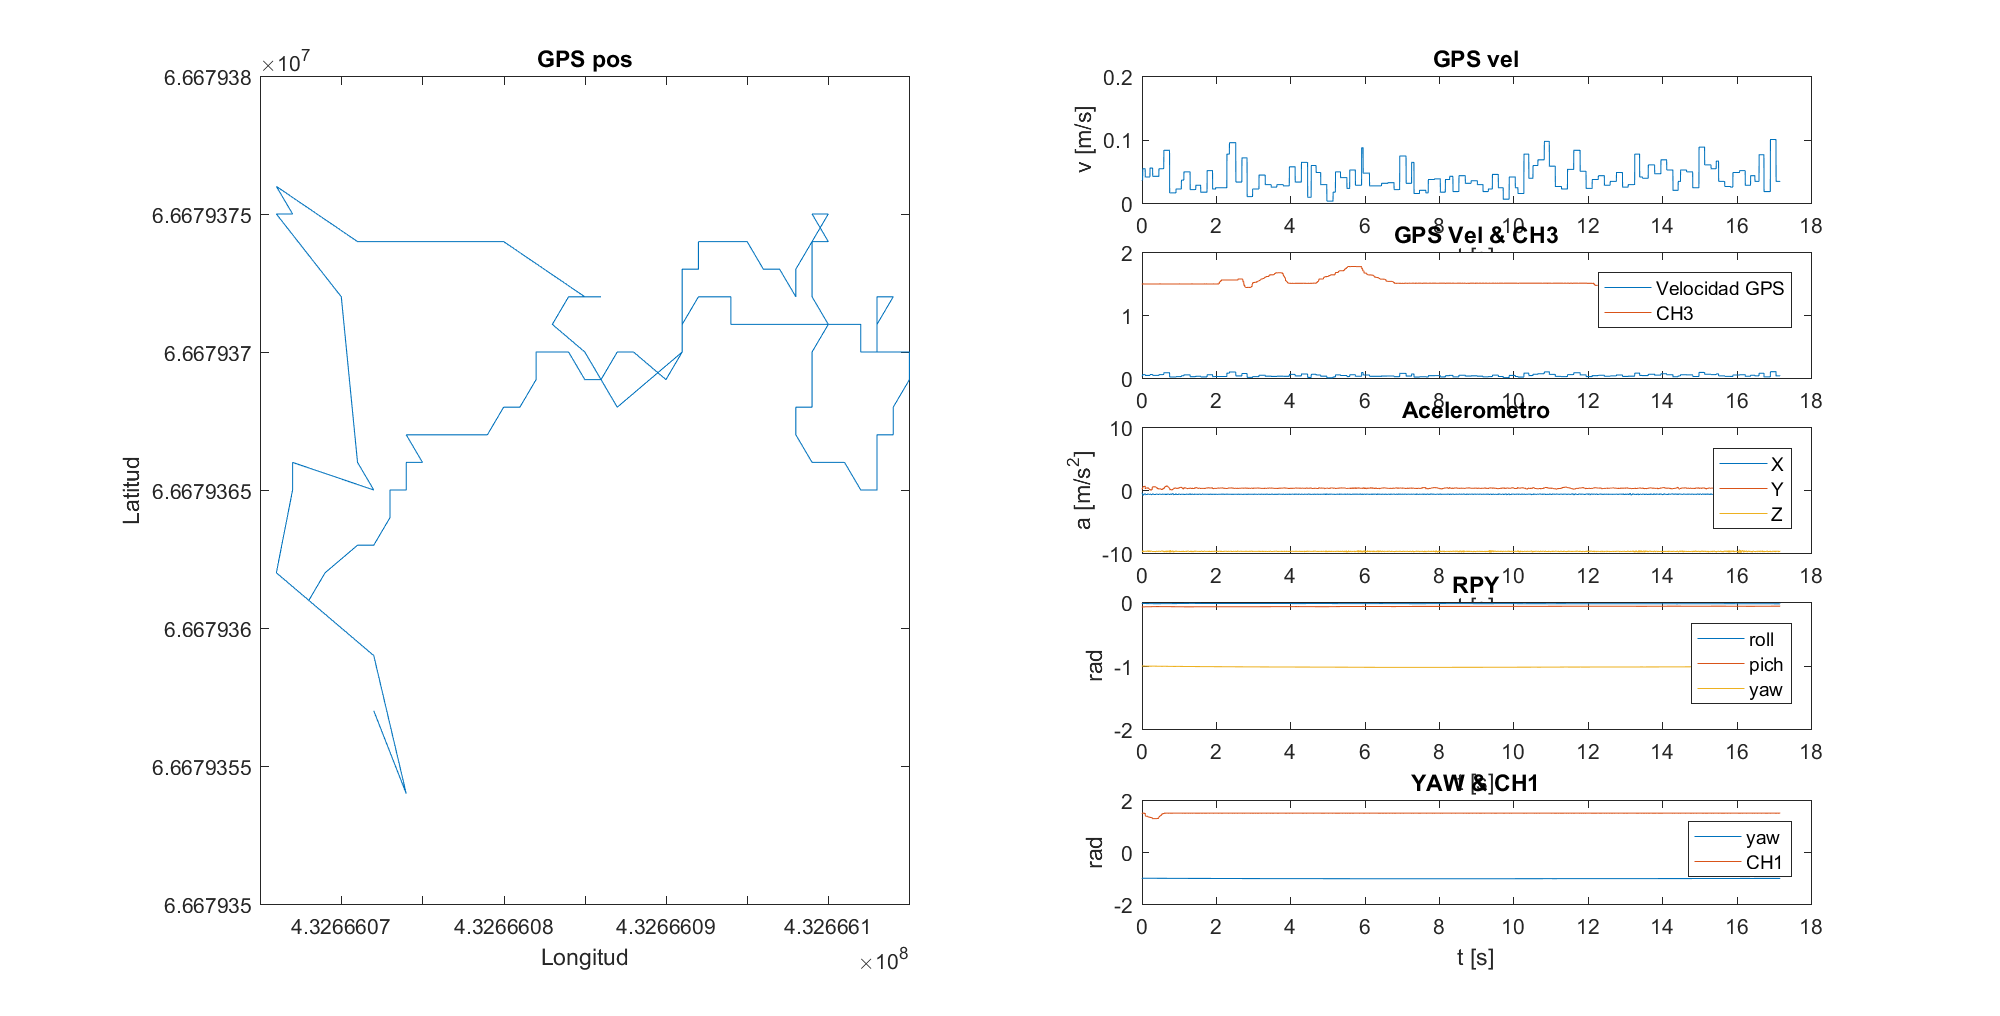 GPS pos
×10^7
6.667938
6.6679375
6.667937
6.6679365
6.667936
6.6679355
6.667935
Latitud
4.3266607
4.3266608
4.3266609
4.326661
Longitud
×10^8
GPS vel
0.2
0.1
0
v [m/s]
0 2 4 6 8 10 12 14 16 18
GPS Vel & CH3
2
1
0
Velocidad GPS
CH3
0 2 4 6 8 10 12 14 16 18
Acelerometro
10
0
-10
a [m/s^2]
X
Y
Z
0 2 4 6 8 10 12 14 16 18
RPY
0
-1
-2
rad
roll
pich
yaw
0 2 4 6 8 10 12 14 16 18
t [s]
YAW & CH1
2
0
-2
rad
yaw
CH1
0 2 4 6 8 10 12 14 16 18
t [s]